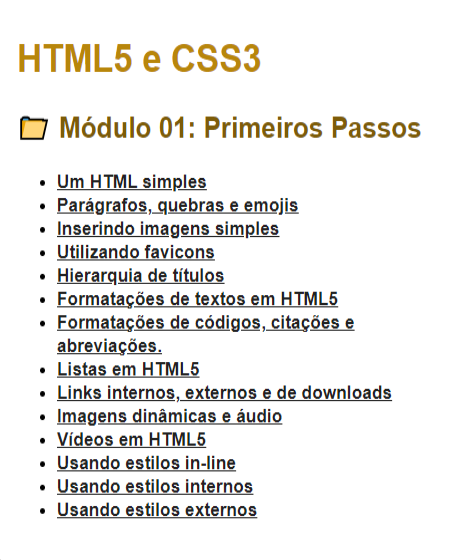 HTML5 e CSS3
📁 Módulo 01: Primeiros Passos
• Um HTML simples
• Parágrafos, quebras e emojis
• Inserindo imagens simples
• Utilizando favicons
• Hierarquia de títulos
• Formatações de textos em HTML5
• Formatações de códigos, citações e
abreviações.
• Listas em HTML5
• Links internos, externos e de downloads
• Imagens dinâmicas e áudio
• Vídeos em HTML5
• Usando estilos in-line
• Usando estilos internos
• Usando estilos externos